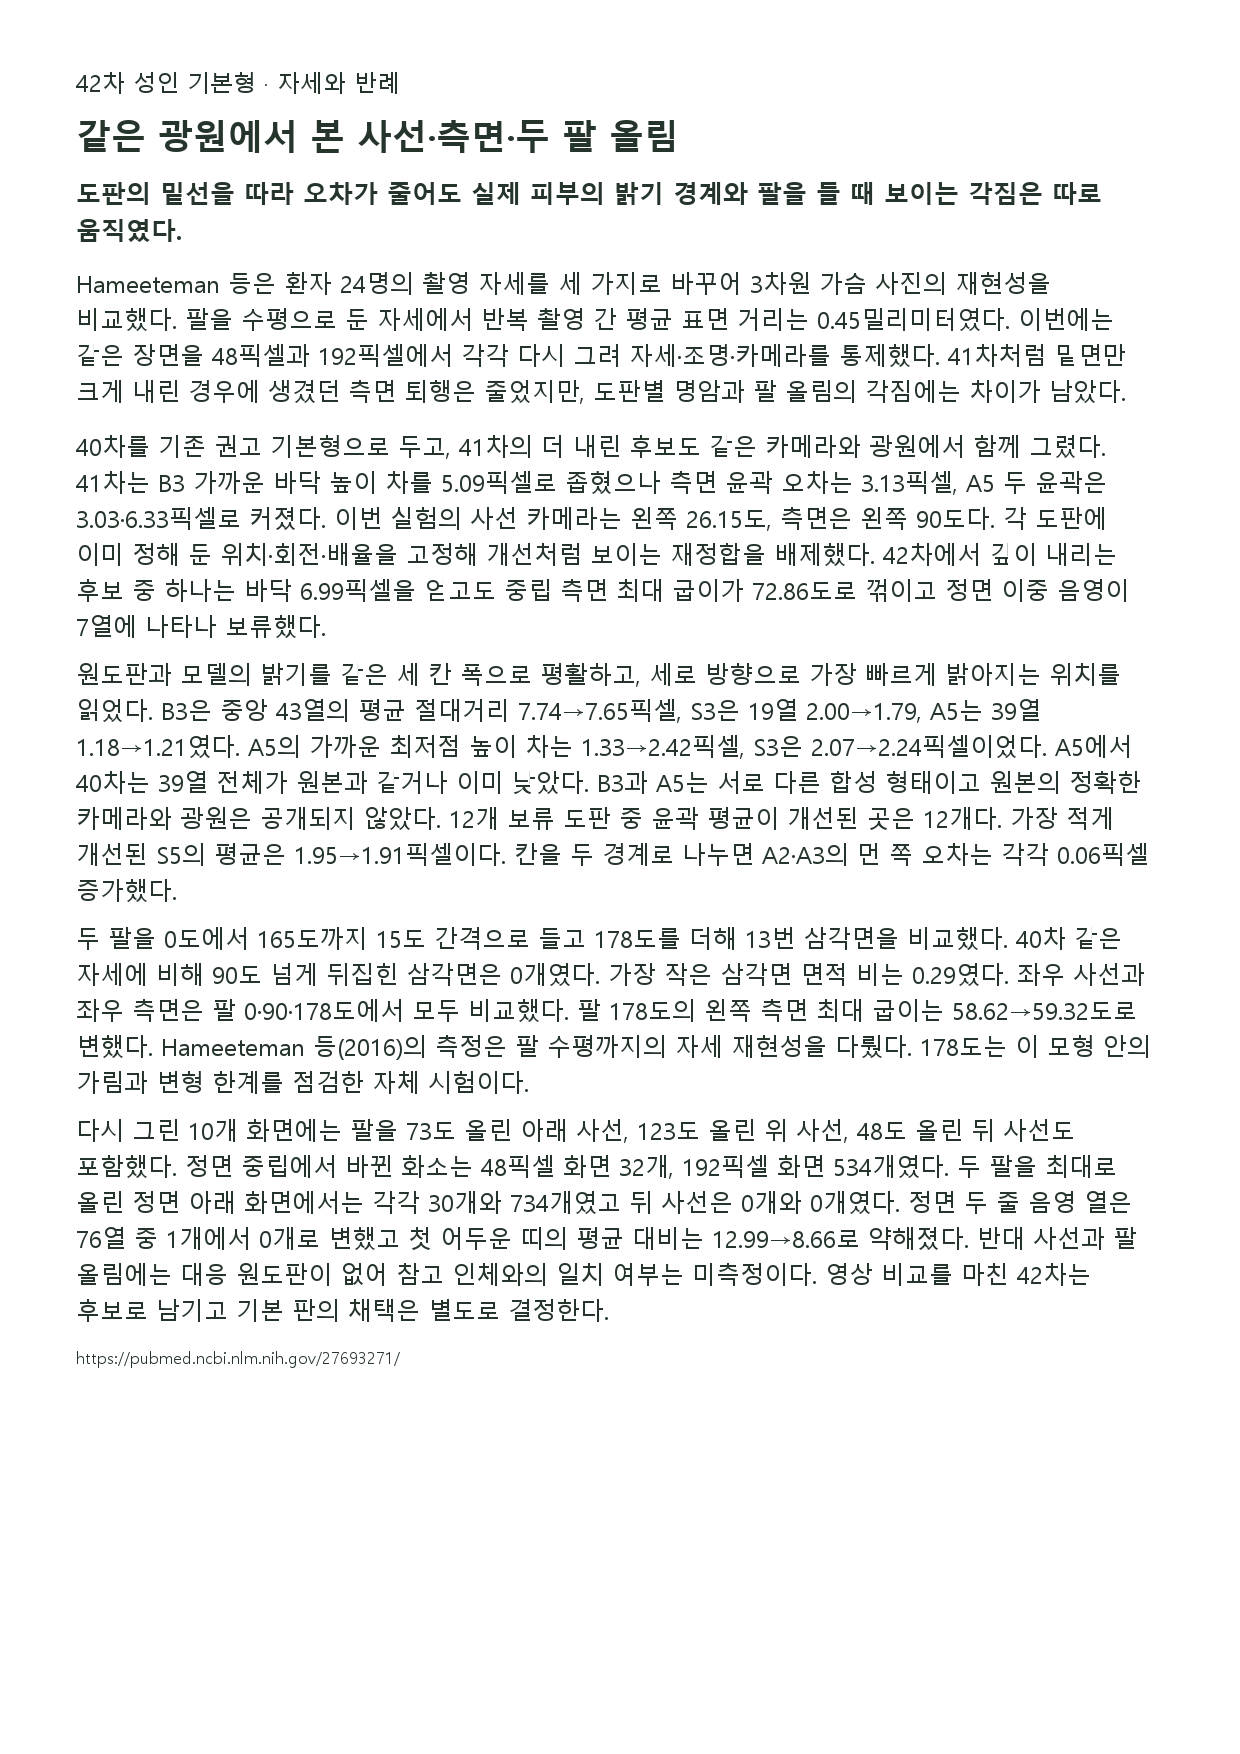 42차 성인 기본형 · 자세와 반례
같은 광원에서 본 사선·측면·두 팔 올림
도판의 밑선을 따라 오차가 줄어도 실제 피부의 밝기 경계와 팔을 들 때 보이는 각짐은 따로
움직였다.
Hameeteman 등은 환자 24명의 촬영 자세를 세 가지로 바꾸어 3차원 가슴 사진의 재현성을
비교했다. 팔을 수평으로 둔 자세에서 반복 촬영 간 평균 표면 거리는 0.45밀리미터였다. 이번에는
같은 장면을 48픽셀과 192픽셀에서 각각 다시 그려 자세·조명·카메라를 통제했다. 41차처럼 밑면만
크게 내린 경우에 생겼던 측면 퇴행은 줄었지만, 도판별 명암과 팔 올림의 각짐에는 차이가 남았다.
40차를 기존 권고 기본형으로 두고, 41차의 더 내린 후보도 같은 카메라와 광원에서 함께 그렸다.
41차는 B3 가까운 바닥 높이 차를 5.09픽셀로 좁혔으나 측면 윤곽 오차는 3.13픽셀, A5 두 윤곽은
3.03·6.33픽셀로 커졌다. 이번 실험의 사선 카메라는 왼쪽 26.15도, 측면은 왼쪽 90도다. 각 도판에
이미 정해 둔 위치·회전·배율을 고정해 개선처럼 보이는 재정합을 배제했다. 42차에서 깊이 내리는
후보 중 하나는 바닥 6.99픽셀을 얻고도 중립 측면 최대 굽이가 72.86도로 꺾이고 정면 이중 음영이
7열에 나타나 보류했다.
원도판과 모델의 밝기를 같은 세 칸 폭으로 평활하고, 세로 방향으로 가장 빠르게 밝아지는 위치를
읽었다. B3은 중앙 43열의 평균 절대거리 7.74→7.65픽셀, S3은 19열 2.00→1.79, A5는 39열
1.18→1.21였다. A5의 가까운 최저점 높이 차는 1.33→2.42픽셀, S3은 2.07→2.24픽셀이었다. A5에서
40차는 39열 전체가 원본과 같거나 이미 낮았다. B3과 A5는 서로 다른 합성 형태이고 원본의 정확한
카메라와 광원은 공개되지 않았다. 12개 보류 도판 중 윤곽 평균이 개선된 곳은 12개다. 가장 적게
개선된 S5의 평균은 1.95→1.91픽셀이다. 칸을 두 경계로 나누면 A2·A3의 먼 쪽 오차는 각각 0.06픽셀
증가했다.
두 팔을 0도에서 165도까지 15도 간격으로 들고 178도를 더해 13번 삼각면을 비교했다. 40차 같은
자세에 비해 90도 넘게 뒤집힌 삼각면은 0개였다. 가장 작은 삼각면 면적 비는 0.29였다. 좌우 사선과
좌우 측면은 팔 0·90·178도에서 모두 비교했다. 팔 178도의 왼쪽 측면 최대 굽이는 58.62→59.32도로
변했다. Hameeteman 등(2016)의 측정은 팔 수평까지의 자세 재현성을 다뤘다. 178도는 이 모형 안의
가림과 변형 한계를 점검한 자체 시험이다.
다시 그린 10개 화면에는 팔을 73도 올린 아래 사선, 123도 올린 위 사선, 48도 올린 뒤 사선도
포함했다. 정면 중립에서 바뀐 화소는 48픽셀 화면 32개, 192픽셀 화면 534개였다. 두 팔을 최대로
올린 정면 아래 화면에서는 각각 30개와 734개였고 뒤 사선은 0개와 0개였다. 정면 두 줄 음영 열은
76열 중 1개에서 0개로 변했고 첫 어두운 띠의 평균 대비는 12.99→8.66로 약해졌다. 반대 사선과 팔
올림에는 대응 원도판이 없어 참고 인체와의 일치 여부는 미측정이다. 영상 비교를 마친 42차는
후보로 남기고 기본 판의 채택은 별도로 결정한다.
https://pubmed.ncbi.nlm.nih.gov/27693271/